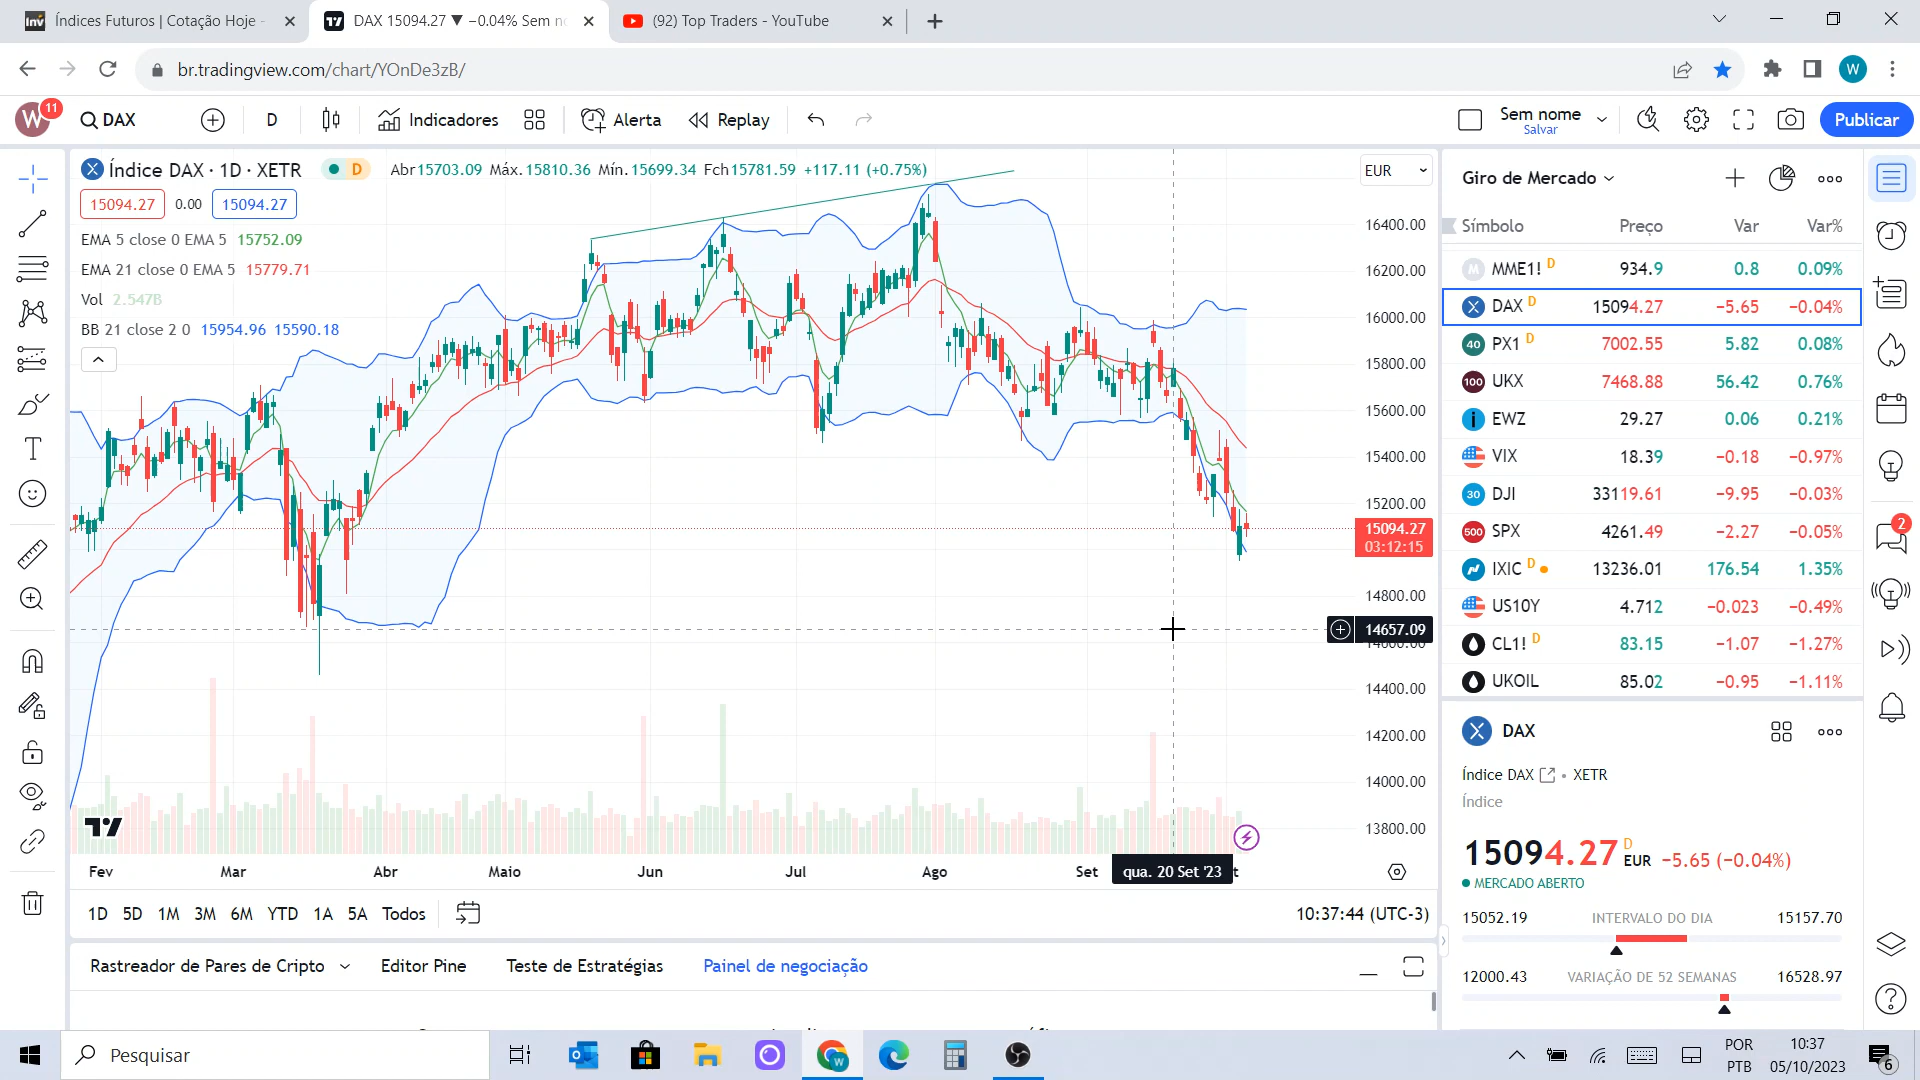 Índices Futuros | Cotação Hoje -
DAX 15094.27 ▼ −0.04% Sem no
(92) Top Traders - YouTube
br.tradingview.com/chart/YOnDe3zB/
W
W
11
DAX
D
Indicadores
Alerta
Replay
Sem nome
Salvar
Publicar
Índice DAX · 1D · XETR
D
Abr15703.09 Máx.15810.36 Mín.15699.34 Fch15781.59 +117.11 (+0.75%)
EUR
15094.27
0.00
15094.27
EMA 5 close 0 EMA 5 15752.09
EMA 21 close 0 EMA 5 15779.71
Vol 2.547B
BB 21 close 2 0 15954.96 15590.18
16400.00
16200.00
16000.00
15800.00
15600.00
15400.00
15200.00
15094.27
03:12:15
14800.00
14657.09
14600.00
14400.00
14200.00
14000.00
13800.00
Fev Mar Abr Maio Jun Jul Ago Set qua. 20 Set '23
1D 5D 1M 3M 6M YTD 1A 5A Todos
10:37:44 (UTC-3)
Rastreador de Pares de Cripto
Editor Pine
Teste de Estratégias
Painel de negociação
Giro de Mercado
Símbolo Preço Var Var%
M MME1! D 934.9 0.8 0.09%
DAX D 15094.27 −5.65 −0.04%
40 PX1 D 7002.55 5.82 0.08%
100 UKX 7468.88 56.42 0.76%
i EWZ 29.27 0.06 0.21%
VIX 18.39 −0.18 −0.97%
30 DJI 33119.61 −9.95 −0.03%
500 SPX 4261.49 −2.27 −0.05%
IXIC D 13236.01 176.54 1.35%
US10Y 4.712 −0.023 −0.49%
CL1! D 83.15 −1.07 −1.27%
UKOIL 85.02 −0.95 −1.11%
2
DAX
Índice DAX • XETR
Índice
15094.27 D EUR −5.65 (−0.04%)
MERCADO ABERTO
15052.19 INTERVALO DO DIA 15157.70
12000.43 VARIAÇÃO DE 52 SEMANAS 16528.97
Pesquisar
POR
PTB
10:37
05/10/2023
6